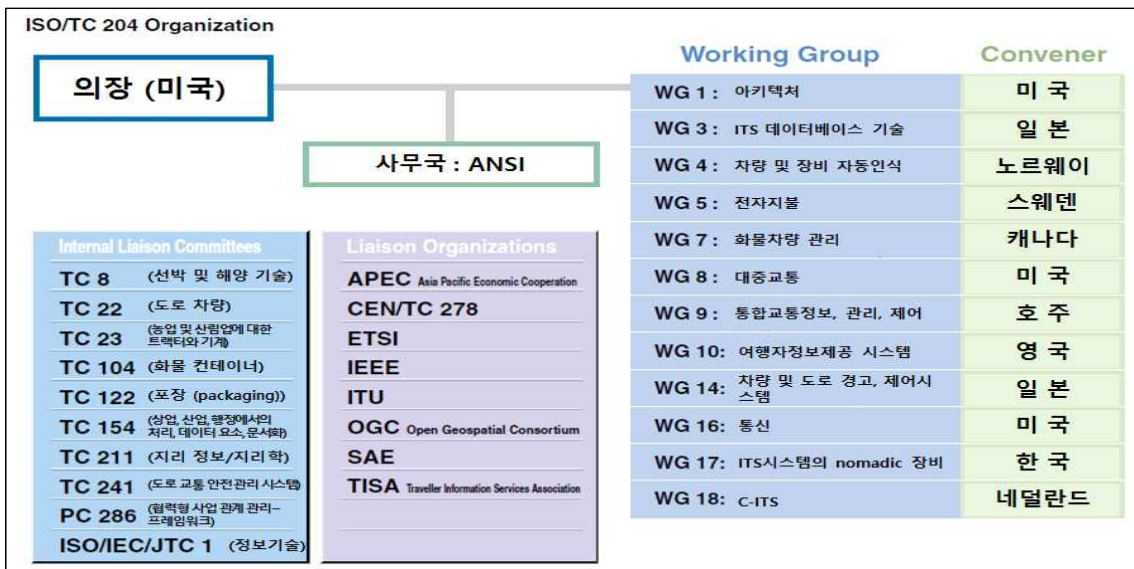 ISO/TC 204 Organization
의장 (미국)
사무국 : ANSI
Internal Liaison Committees
TC 8 (선박 및 해양 기술)
TC 22 (도로 차량)
TC 23 (농업 및 산림업에 대한
트랙터와 기계)
TC 104 (화물 컨테이너)
TC 122 (포장 (packaging))
TC 154 (상업, 산업, 행정에서의
처리, 데이터 요소, 문서화)
TC 211 (지리 정보/지리학)
TC 241 (도로 교통 안전관리 시스템)
PC 286 (협력형 사업 관계 관리–
프레임워크)
ISO/IEC/JTC 1 (정보기술)
Liaison Organizations
APEC Asia Pacific Economic Cooperation
CEN/TC 278
ETSI
IEEE
ITU
OGC Open Geospatial Consortium
SAE
TISA Traveller Information Services Association
Working Group Convener
WG 1 : 아키텍처 미 국
WG 3 : ITS 데이터베이스 기술 일 본
WG 4 : 차량 및 장비 자동인식 노르웨이
WG 5 : 전자지불 스웨덴
WG 7 : 화물차량 관리 캐나다
WG 8 : 대중교통 미 국
WG 9 : 통합교통정보, 관리, 제어 호 주
WG 10: 여행자정보제공 시스템 영 국
WG 14: 차량 및 도로 경고, 제어시
스템 일 본
WG 16: 통신 미 국
WG 17: ITS시스템의 nomadic 장비 한 국
WG 18: C-ITS 네덜란드